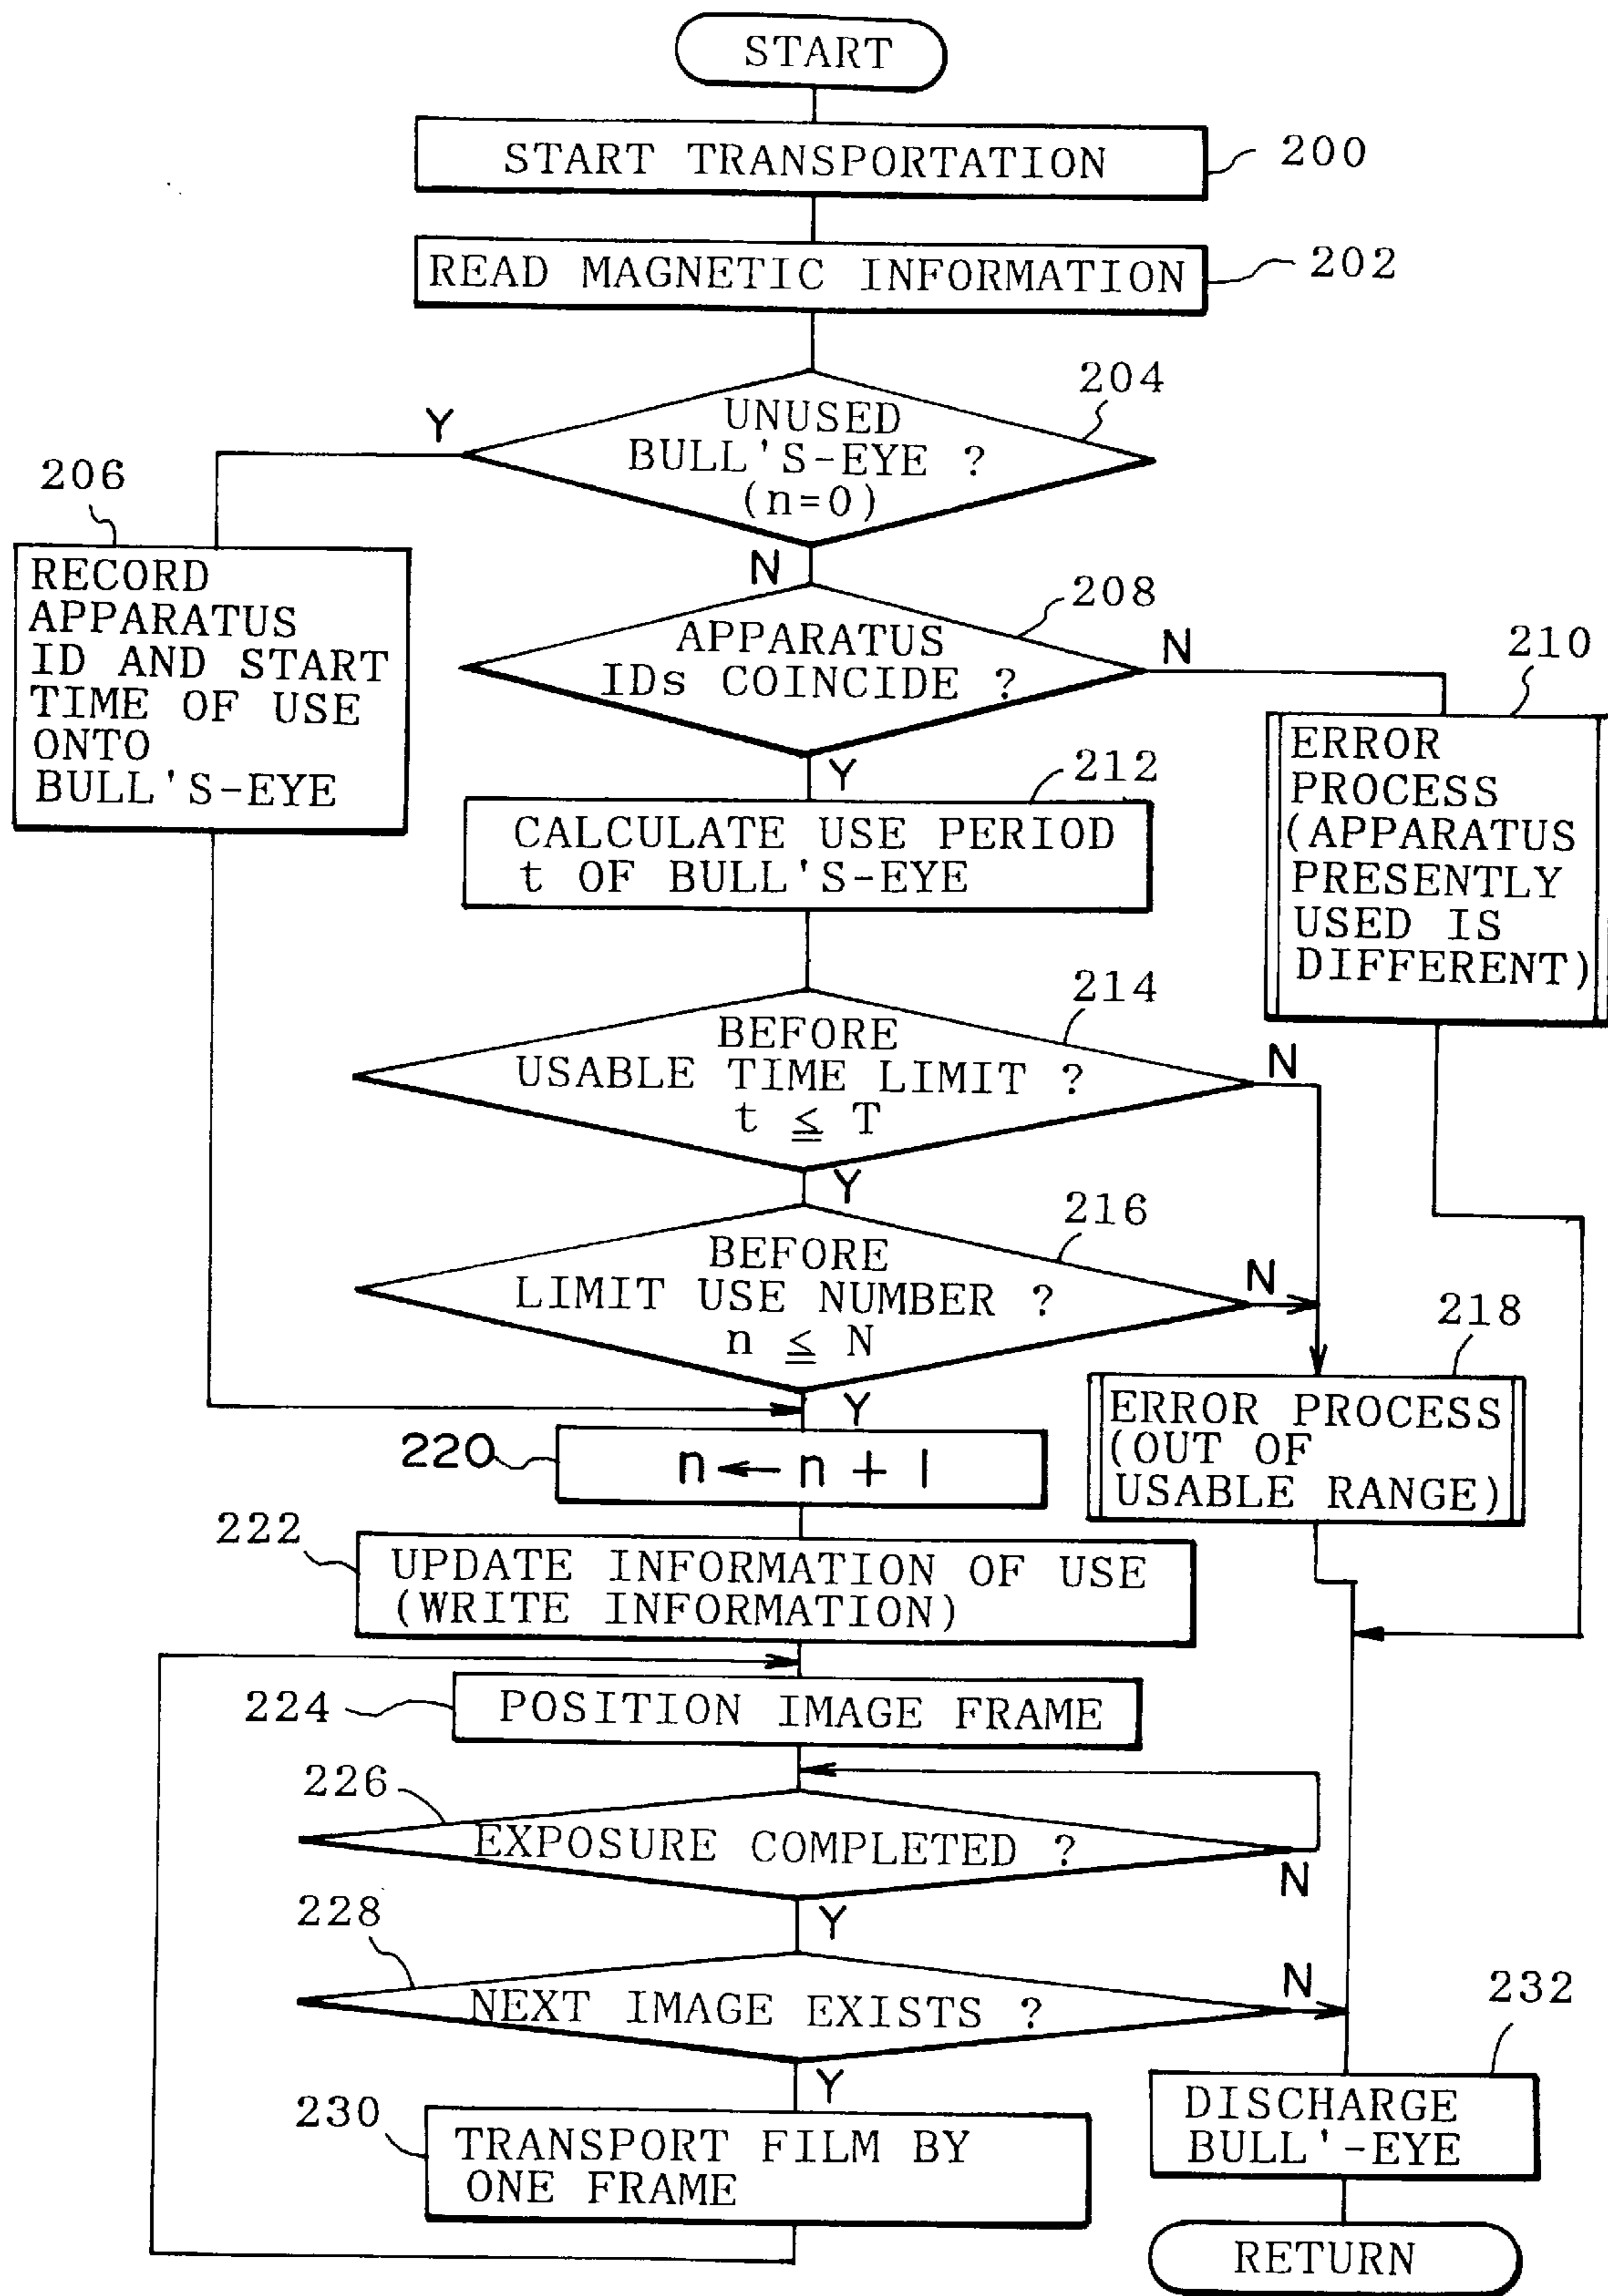 START
START TRANSPORTATION
200
READ MAGNETIC INFORMATION
202
UNUSED
BULL'S-EYE ?
(n=0)
204
Y
N
206
RECORD
APPARATUS
ID AND START
TIME OF USE
ONTO
BULL'S-EYE
APPARATUS
IDs COINCIDE ?
208
N
Y
210
ERROR
PROCESS
(APPARATUS
PRESENTLY
USED IS
DIFFERENT)
212
CALCULATE USE PERIOD
t OF BULL'S-EYE
214
BEFORE
USABLE TIME LIMIT ?
t ≦ T
N
Y
216
BEFORE
LIMIT USE NUMBER ?
n ≦ N
N
Y
218
ERROR PROCESS
(OUT OF
USABLE RANGE)
220
n ← n + 1
222
UPDATE INFORMATION OF USE
(WRITE INFORMATION)
224
POSITION IMAGE FRAME
226
EXPOSURE COMPLETED ?
N
Y
228
NEXT IMAGE EXISTS ?
N
Y
230
TRANSPORT FILM BY
ONE FRAME
232
DISCHARGE
BULL'-EYE
RETURN